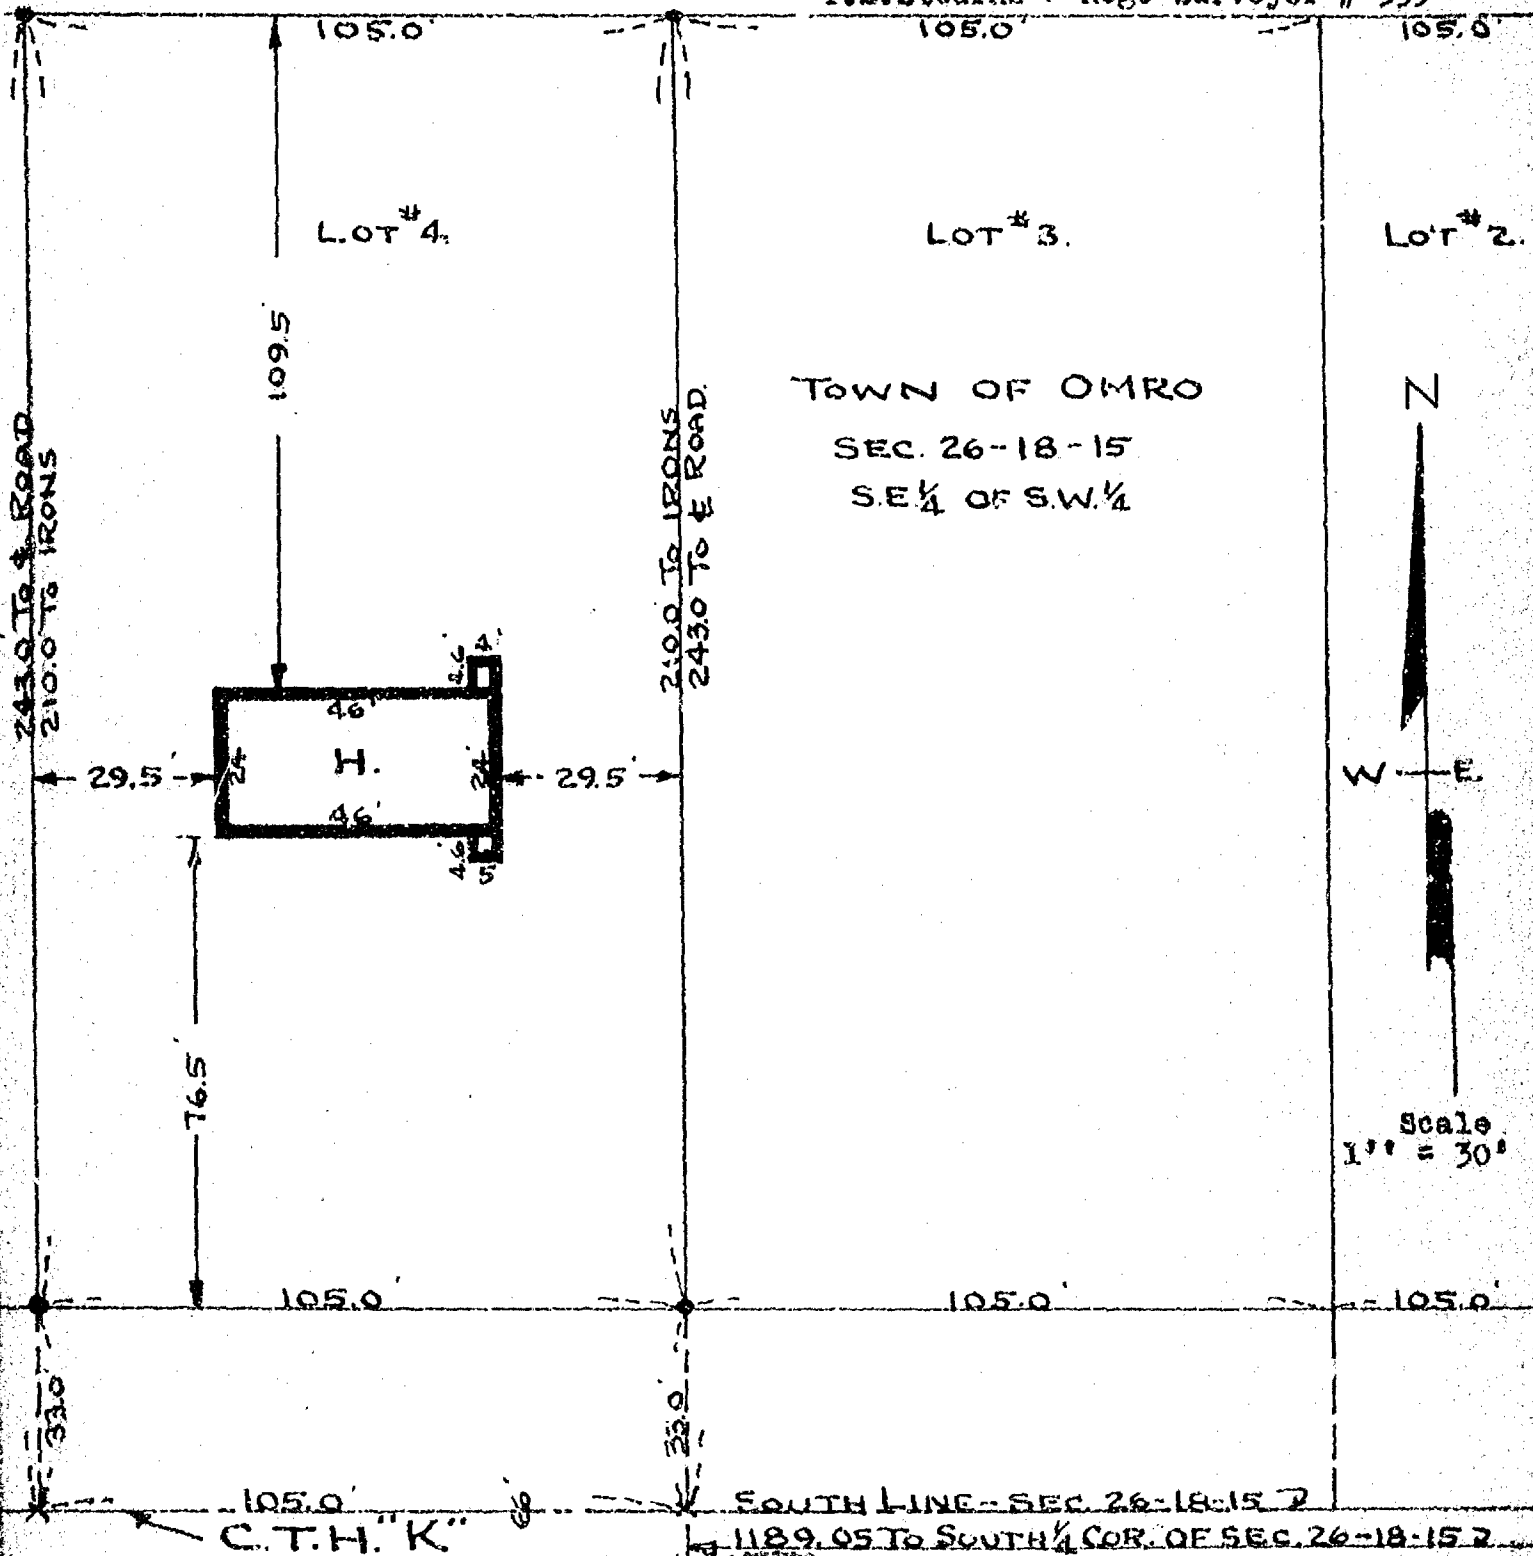 Surveyor # 
105.0' 105.0' 105.0'
LOT #4. LOT #3. LOT #2.
109.5'
TOWN OF OMRO
SEC. 26-18-15
S.E.¼ OF S.W.¼
N
243.0 TO ℄ ROAD
210.0' TO IRONS
210.0 TO IRONS
243.0 TO ℄ ROAD.
4.6' 4'
46'
29.5' 24' H. 24' 29.5'
W E.
46'
4.6' 5'
76.5'
Scale
1'' = 30'
105.0' 105.0' 105.0'
33.0' 33.0'
105.0' ℄ SOUTH LINE - SEC. 26-18-15
C.T.H. "K" 1189.05 TO SOUTH ¼ COR. OF SEC. 26-18-15